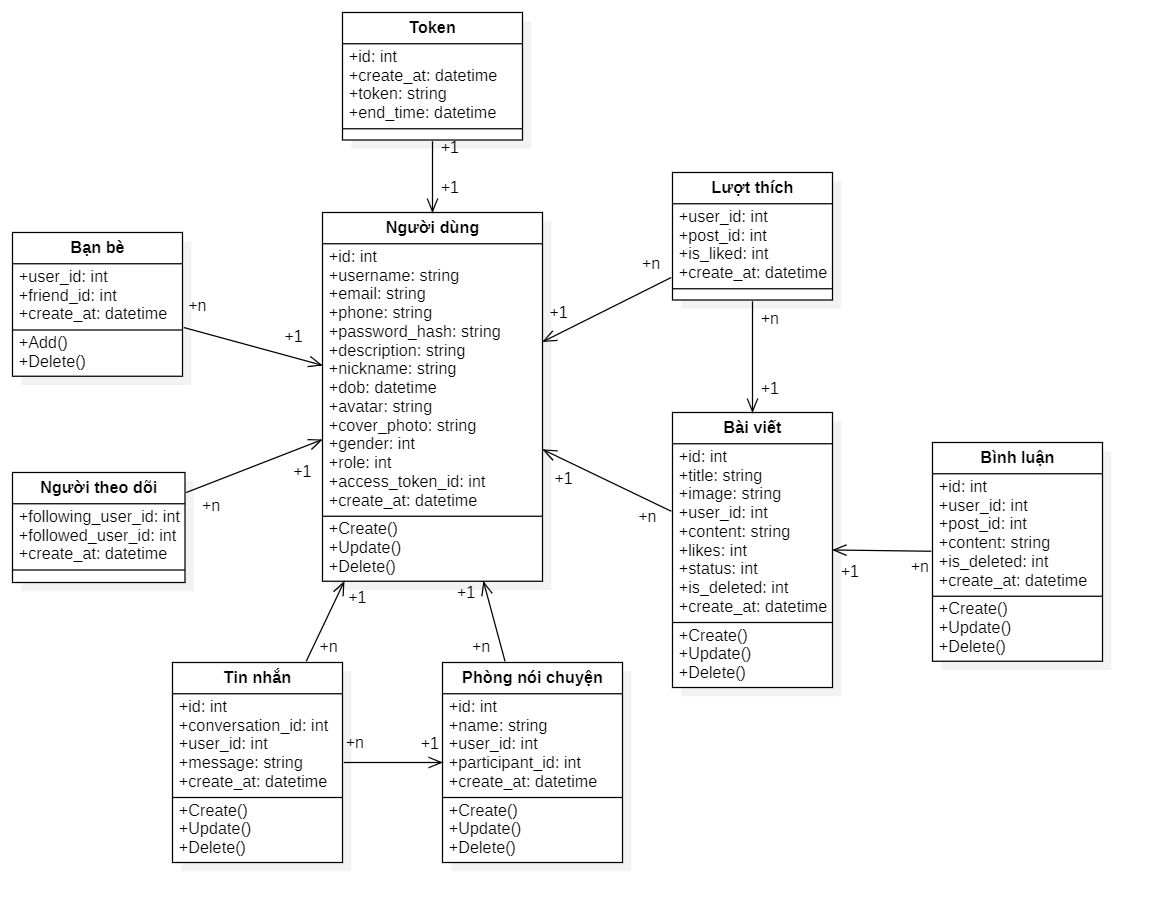 Token
+id: int
+create_at: datetime
+token: string
+end_time: datetime
+1
+1
Người dùng
+id: int
+username: string
+email: string
+phone: string
+password_hash: string
+description: string
+nickname: string
+dob: datetime
+avatar: string
+cover_photo: string
+gender: int
+role: int
+access_token_id: int
+create_at: datetime
+Create()
+Update()
+Delete()
Lượt thích
+user_id: int
+post_id: int
+is_liked: int
+create_at: datetime
+n
+1
+n
+1
Bạn bè
+user_id: int
+friend_id: int
+create_at: datetime
+Add()
+Delete()
+n
+1
Người theo dõi
+following_user_id: int
+followed_user_id: int
+create_at: datetime
+1
+n
Bài viết
+id: int
+title: string
+image: string
+user_id: int
+content: string
+likes: int
+status: int
+is_deleted: int
+create_at: datetime
+Create()
+Update()
+Delete()
+1
+n
Bình luận
+id: int
+user_id: int
+post_id: int
+content: string
+is_deleted: int
+create_at: datetime
+Create()
+Update()
+Delete()
+n
+1
+1
+n
+1
+n
Tin nhắn
+id: int
+conversation_id: int
+user_id: int
+message: string
+create_at: datetime
+Create()
+Update()
+Delete()
+n
+1
Phòng nói chuyện
+id: int
+name: string
+user_id: int
+participant_id: int
+create_at: datetime
+Create()
+Update()
+Delete()